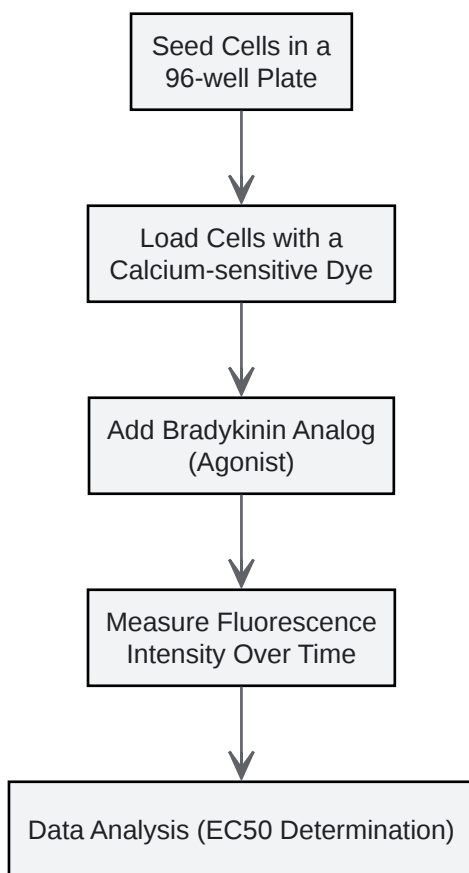 Seed Cells in a
96-well Plate
Load Cells with a
Calcium-sensitive Dye
Add Bradykinin Analog
(Agonist)
Measure Fluorescence
Intensity Over Time
Data Analysis (EC50 Determination)